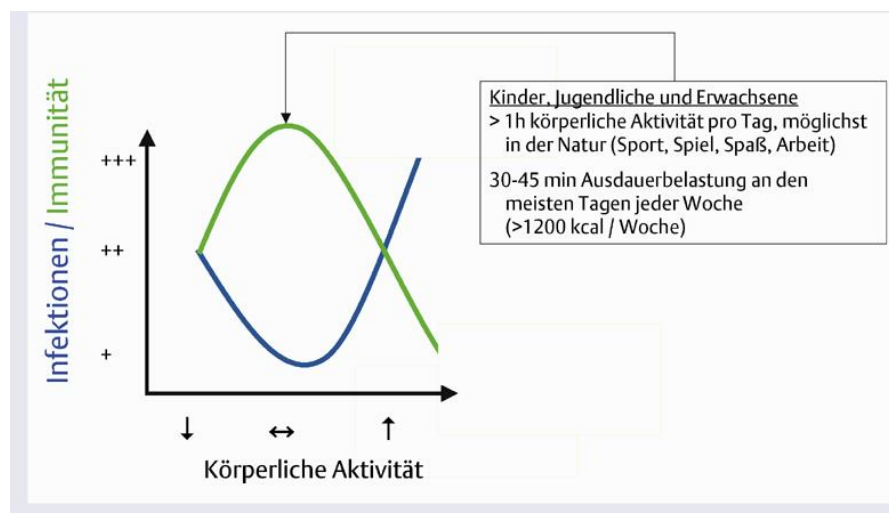 Infektionen / Immunität
+++
++
+
↓ ↔ ↑
Körperliche Aktivität
Kinder, Jugendliche und Erwachsene
> 1h körperliche Aktivität pro Tag, möglichst
in der Natur (Sport, Spiel, Spaß, Arbeit)
30-45 min Ausdauerbelastung an den
meisten Tagen jeder Woche
(>1200 kcal / Woche)